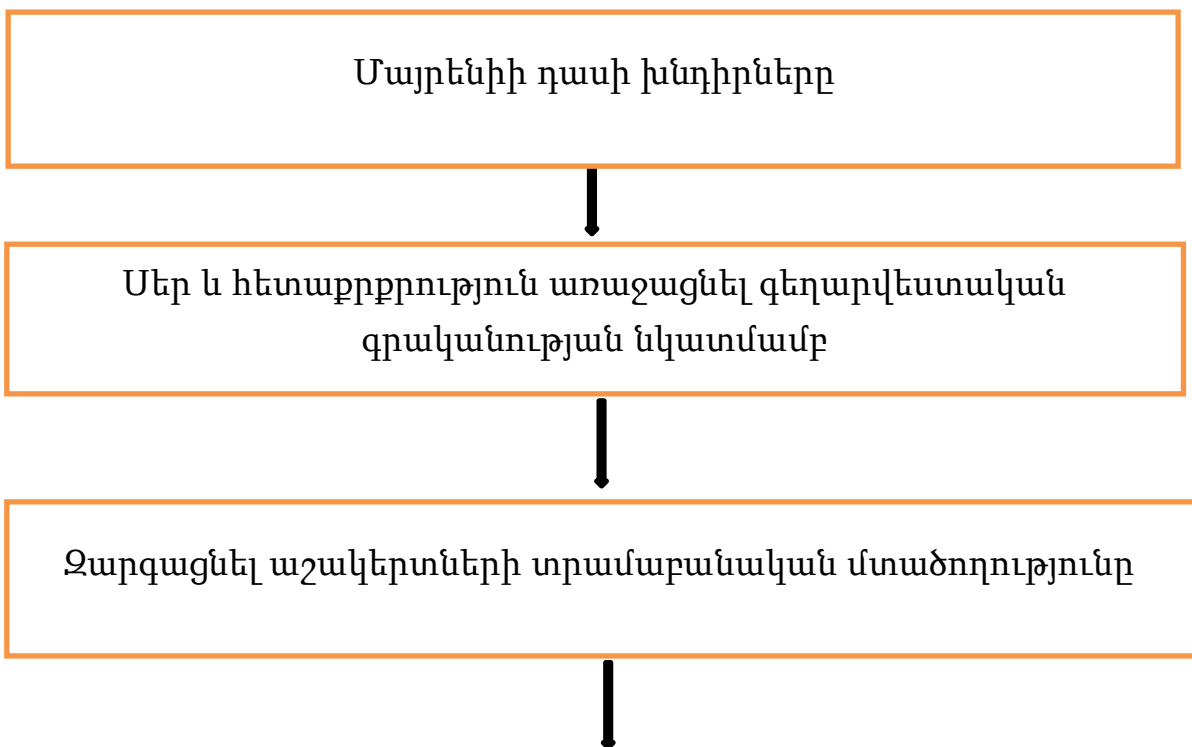 Մայրենիի դասի խնդիրները
Սեր և հետաքրքրություն առաջացնել գեղարվեստական
գրականության նկատմամբ
Զարգացնել աշակերտների տրամաբանական մտածողությունը